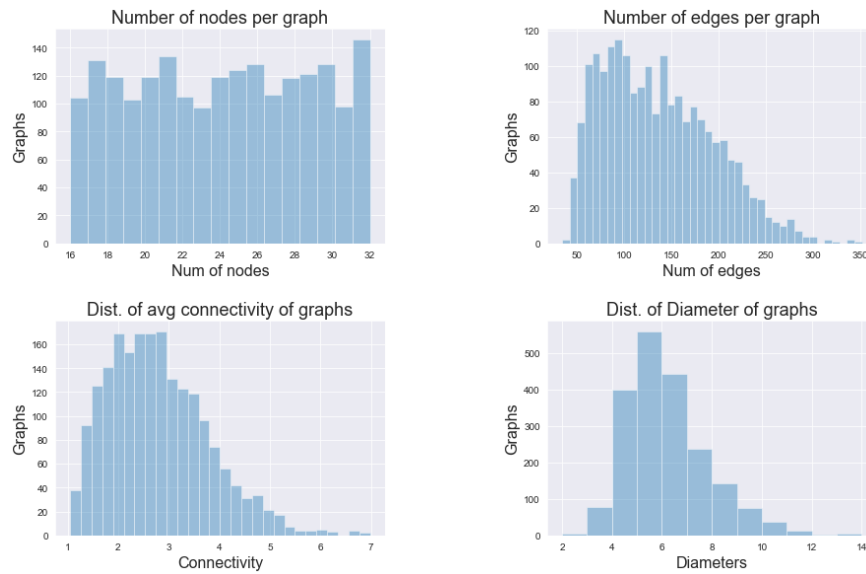 Number of nodes per graph
140
120
100
80
60
40
20
0
Graphs
16 18 20 22 24 26 28 30 32
Num of nodes
Number of edges per graph
120
100
80
60
40
20
0
Graphs
50 100 150 200 250 300 350
Num of edges
Dist. of avg connectivity of graphs
160
140
120
100
80
60
40
20
0
Graphs
1 2 3 4 5 6 7
Connectivity
Dist. of Diameter of graphs
500
400
300
200
100
0
Graphs
2 4 6 8 10 12 14
Diameters